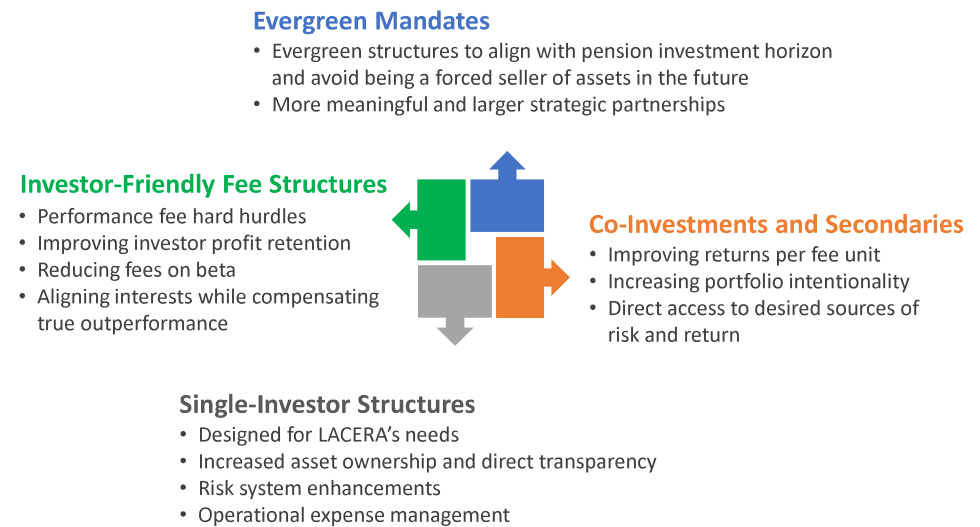 Evergreen Mandates
• Evergreen structures to align with pension investment horizon
and avoid being a forced seller of assets in the future
• More meaningful and larger strategic partnerships
Investor-Friendly Fee Structures
• Performance fee hard hurdles
• Improving investor profit retention
• Reducing fees on beta
• Aligning interests while compensating
true outperformance
Co-Investments and Secondaries
• Improving returns per fee unit
• Increasing portfolio intentionality
• Direct access to desired sources of
risk and return
Single-Investor Structures
• Designed for LACERA’s needs
• Increased asset ownership and direct transparency
• Risk system enhancements
• Operational expense management